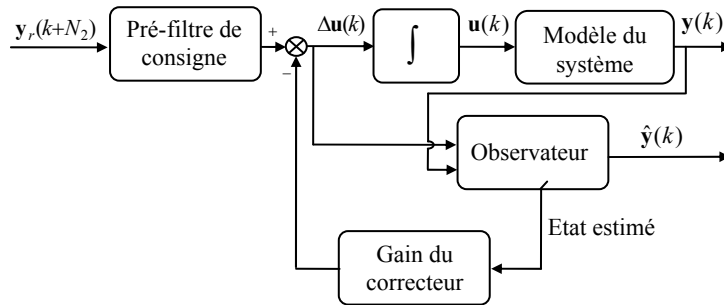 y_r(k+N_2)
Pré-filtre de
consigne
+
−
Δu(k)
∫
u(k)
Modèle du
système
y(k)
Observateur
ŷ(k)
Etat estimé
Gain du
correcteur